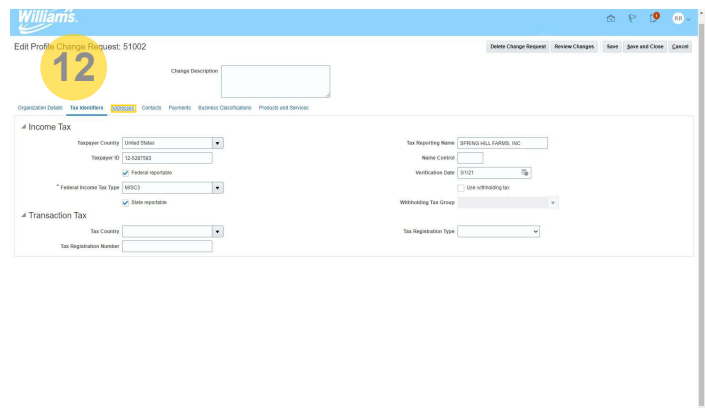 Williams.
RR
Edit Profile Change Request: 51002
Delete Change Request Review Changes Save Save and Close Cancel
12
Change Description
Organization Details Tax Identifiers Addresses Contacts Payments Business Classifications Products and Services
Income Tax
Taxpayer Country United States
Tax Reporting Name SPRING HILL FARMS, INC
Taxpayer ID 12-5287593
Name Control
Federal reportable
Verification Date 3/1/21
* Federal Income Tax Type MISC3
Use withholding tax
State reportable
Withholding Tax Group
Transaction Tax
Tax Country
Tax Registration Type
Tax Registration Number